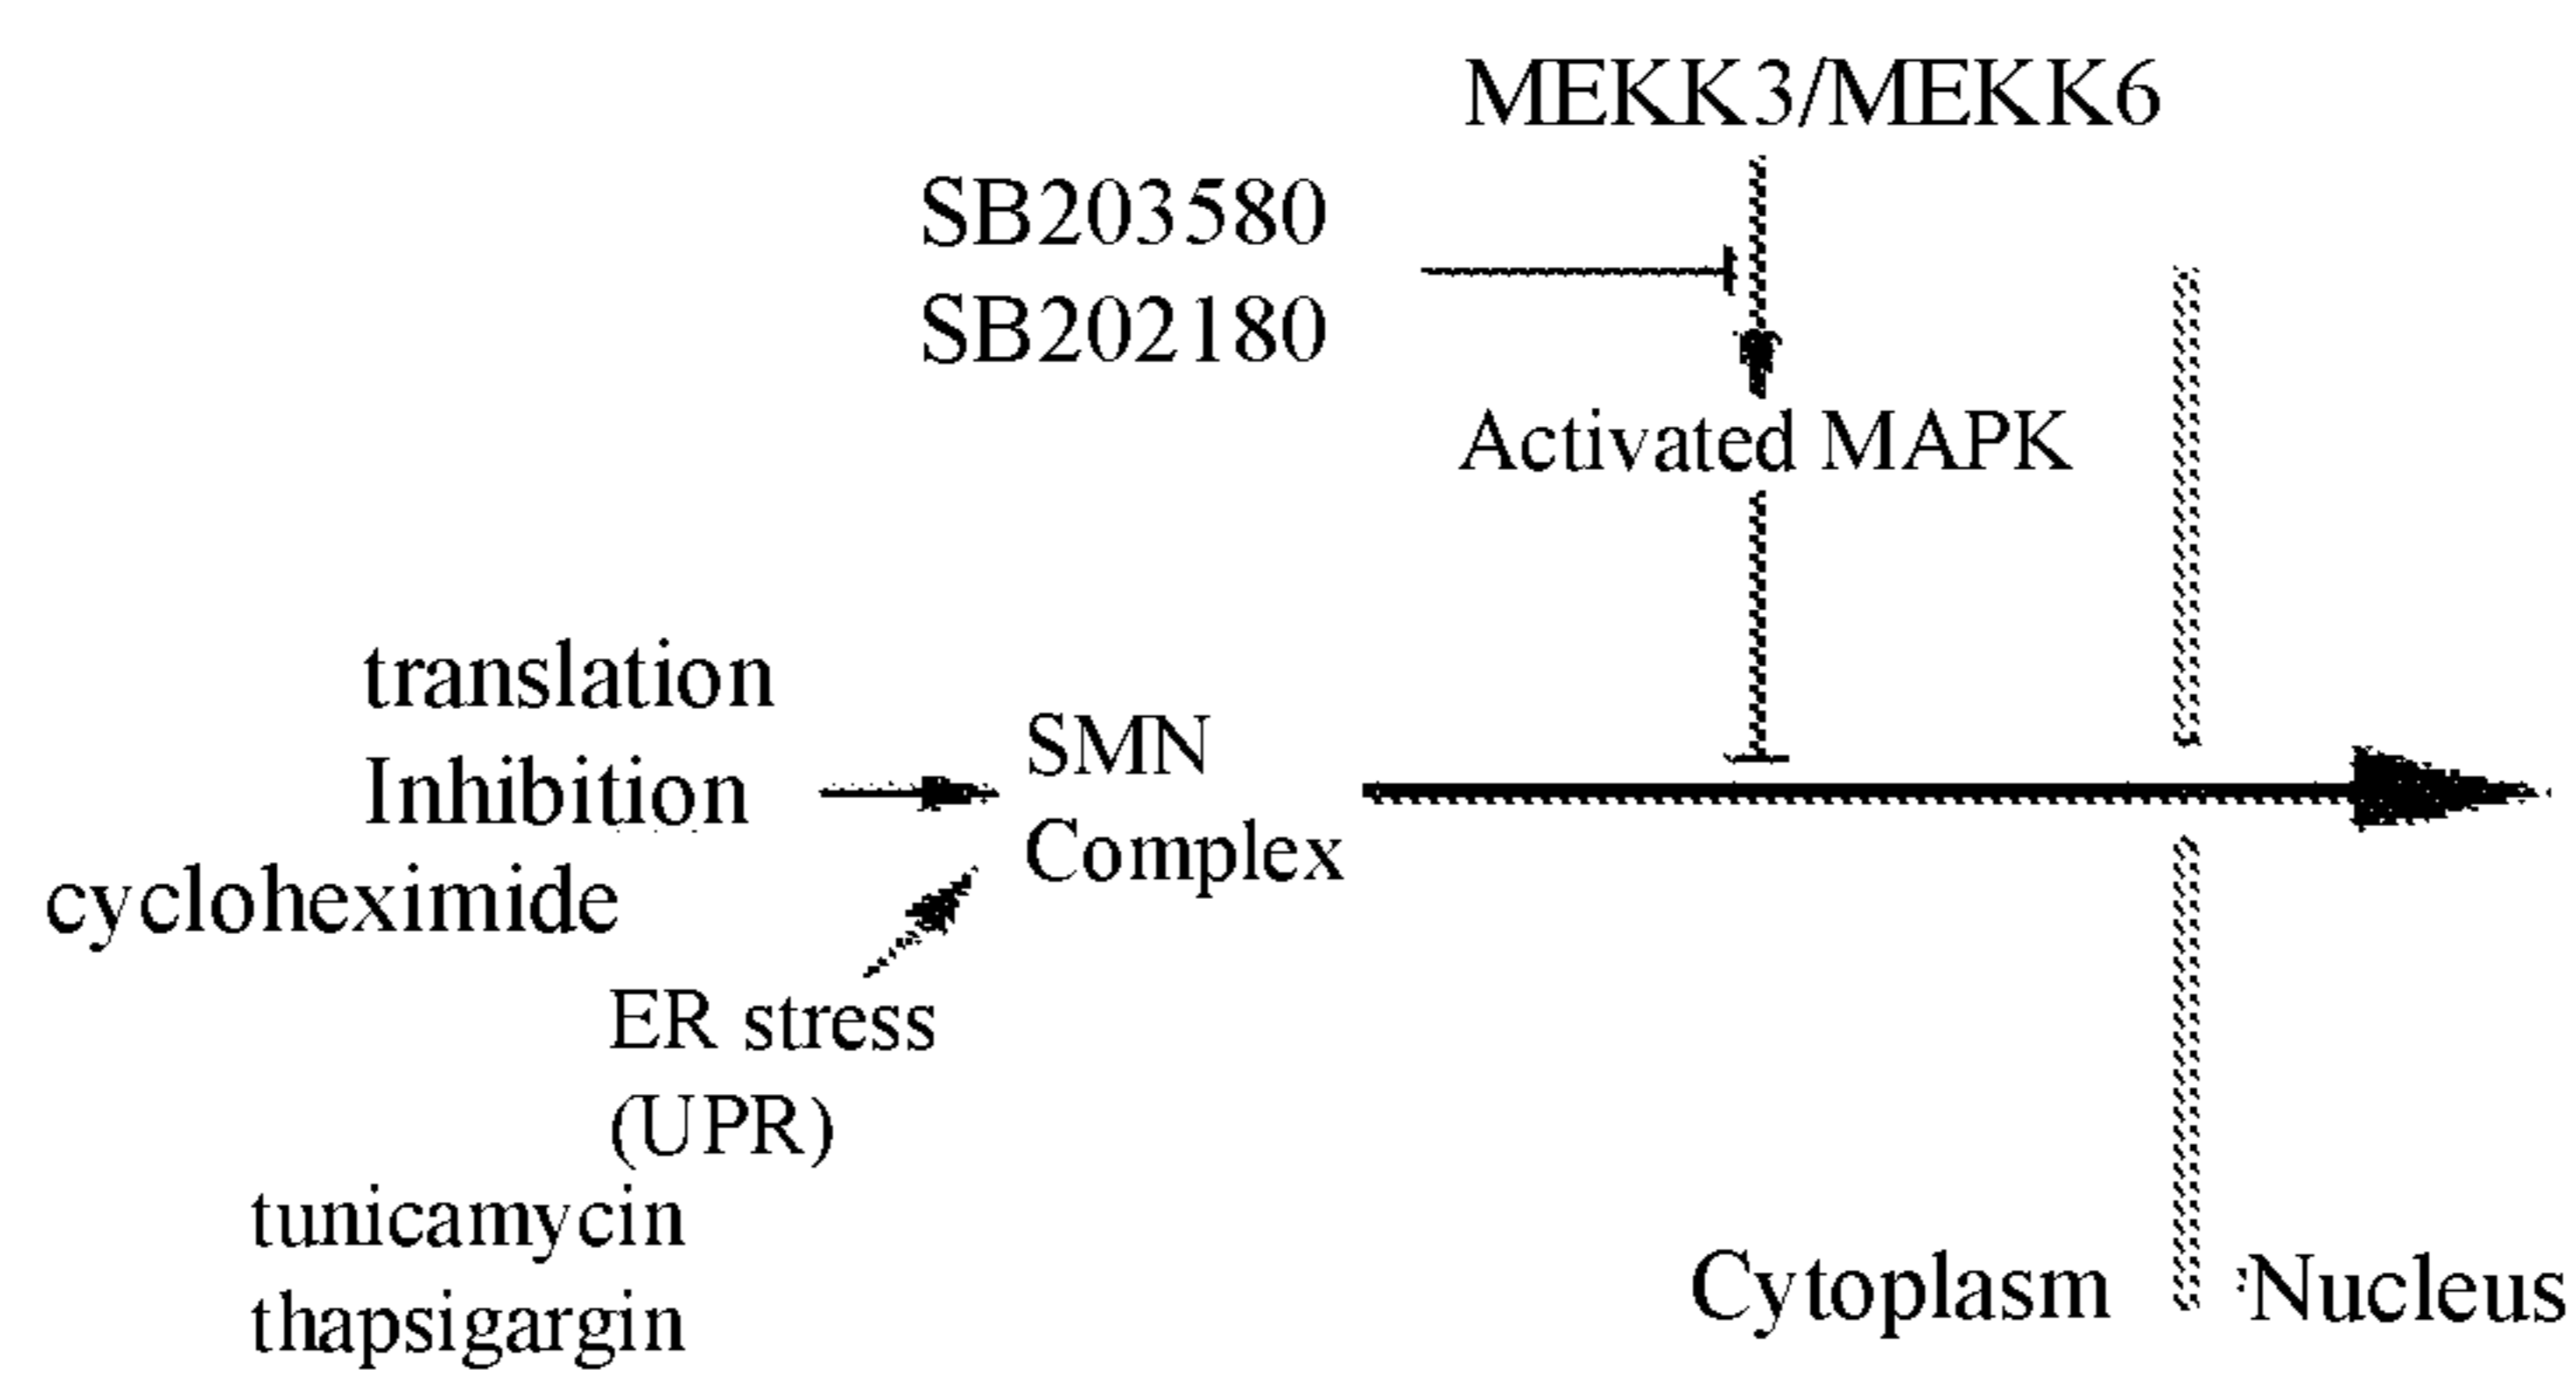 MEKK3/MEKK6
SB203580
SB202180
Activated MAPK
translation
Inhibition
cycloheximide
SMN
Complex
ER stress
(UPR)
tunicamycin
thapsigargin
Cytoplasm
Nucleus